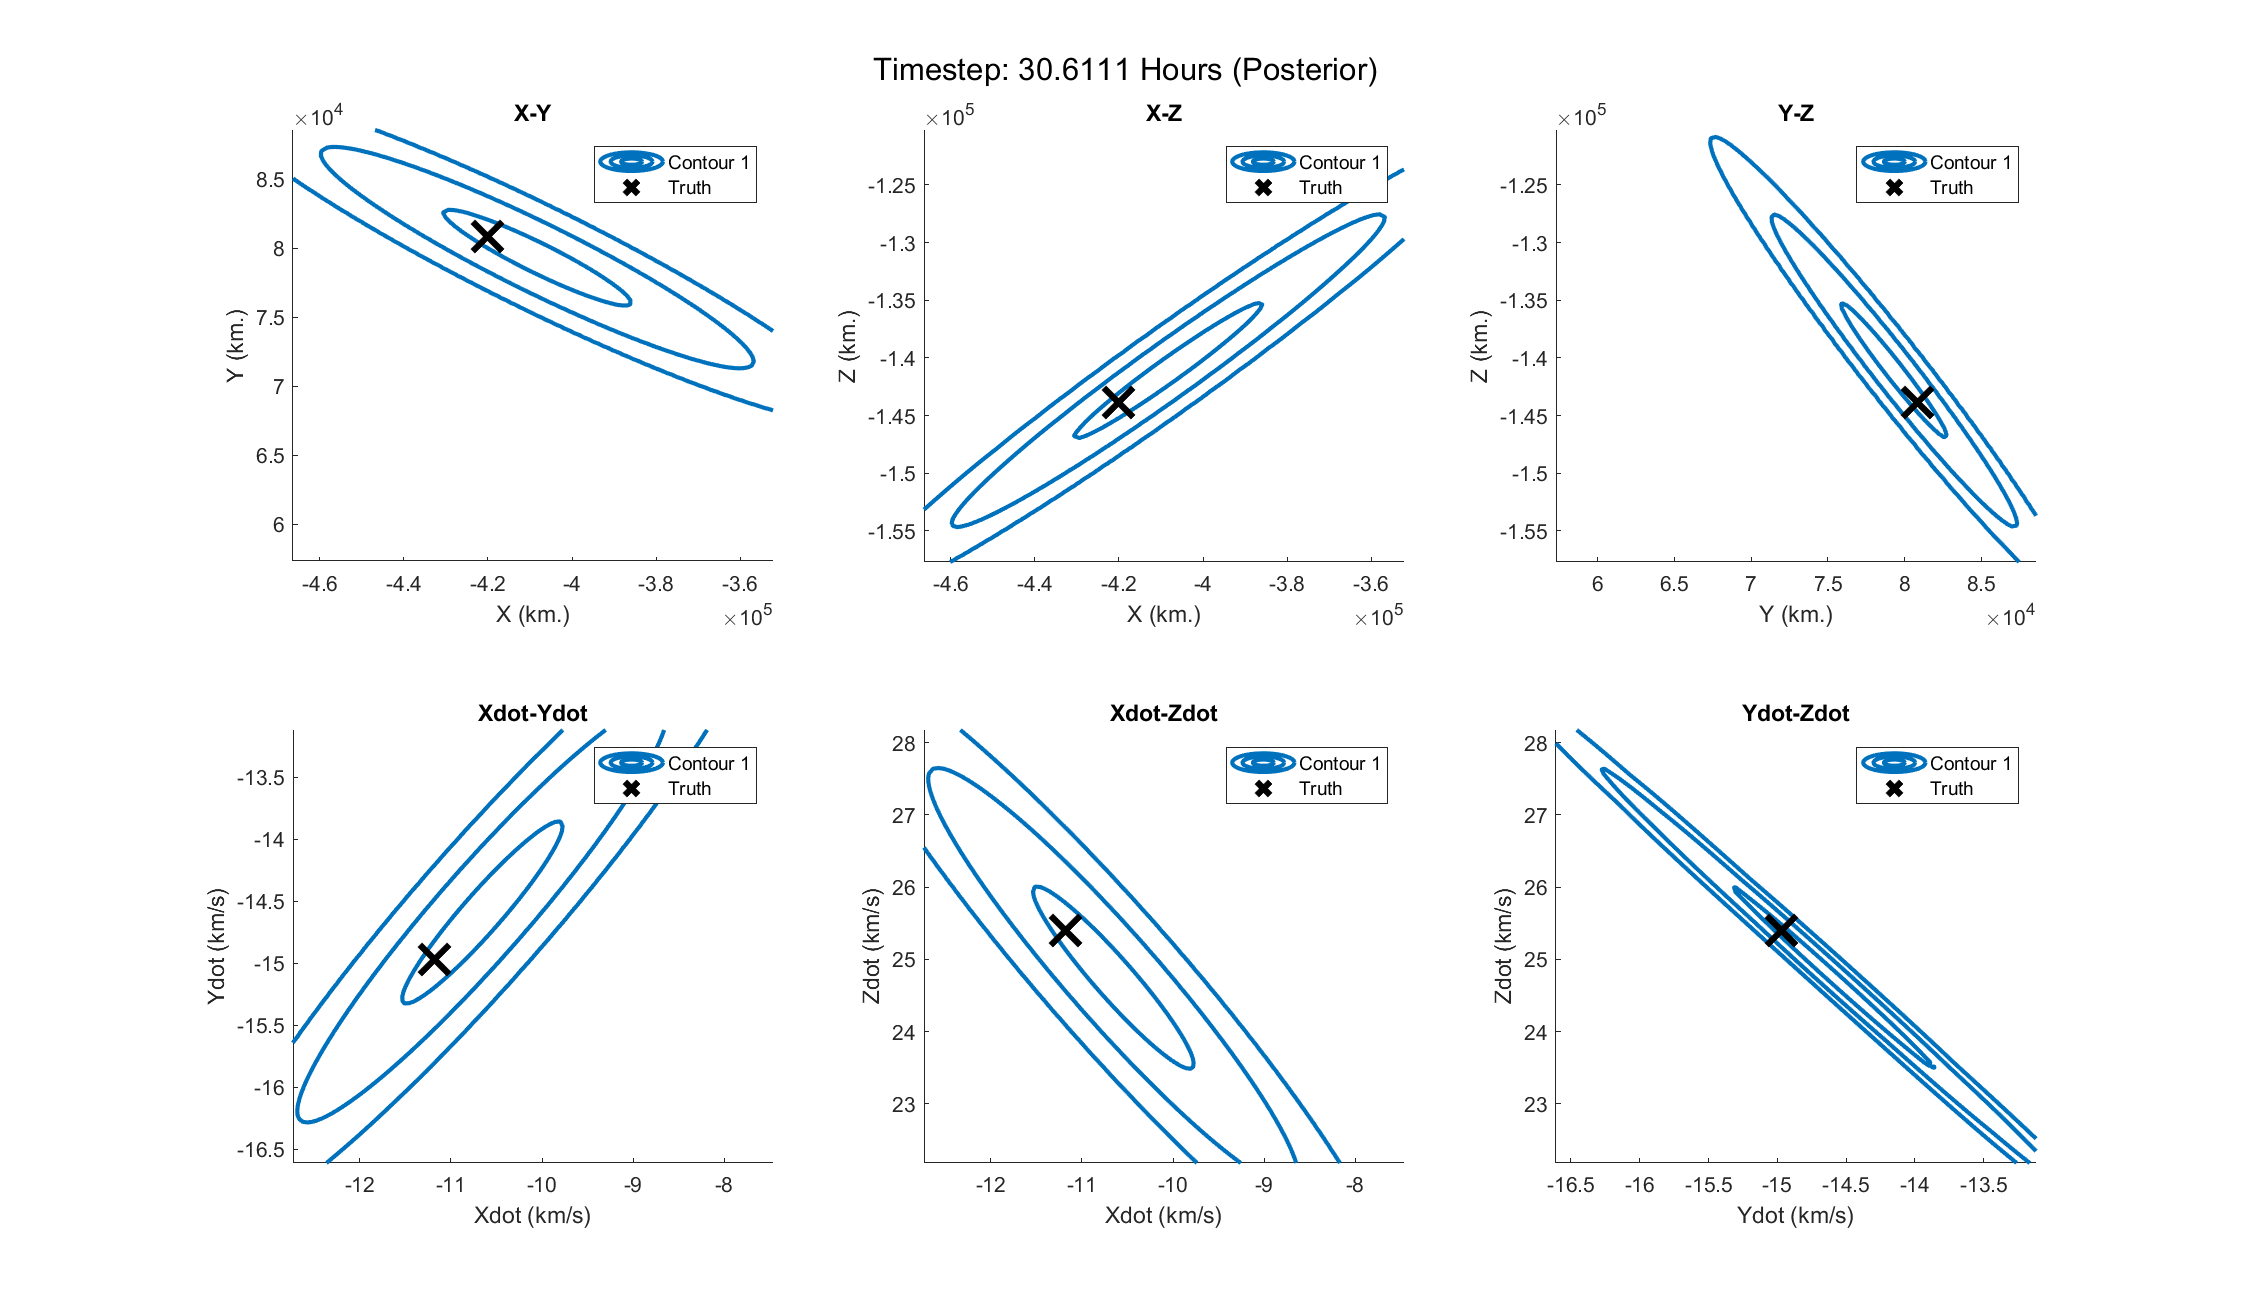 Timestep: 30.6111 Hours (Posterior)
X-Y
×10^4
8.5
8
7.5
7
6.5
6
Y (km.)
-4.6 -4.4 -4.2 -4 -3.8 -3.6
X (km.)
×10^5
Contour 1
Truth
X-Z
×10^5
-1.25
-1.3
-1.35
-1.4
-1.45
-1.5
-1.55
Z (km.)
-4.6 -4.4 -4.2 -4 -3.8 -3.6
X (km.)
×10^5
Contour 1
Truth
Y-Z
×10^5
-1.25
-1.3
-1.35
-1.4
-1.45
-1.5
-1.55
Z (km.)
6 6.5 7 7.5 8 8.5
Y (km.)
×10^4
Contour 1
Truth
Xdot-Ydot
-13.5
-14
-14.5
-15
-15.5
-16
-16.5
Ydot (km/s)
-12 -11 -10 -9 -8
Xdot (km/s)
Contour 1
Truth
Xdot-Zdot
28
27
26
25
24
23
Zdot (km/s)
-12 -11 -10 -9 -8
Xdot (km/s)
Contour 1
Truth
Ydot-Zdot
28
27
26
25
24
23
Zdot (km/s)
-16.5 -16 -15.5 -15 -14.5 -14 -13.5
Ydot (km/s)
Contour 1
Truth